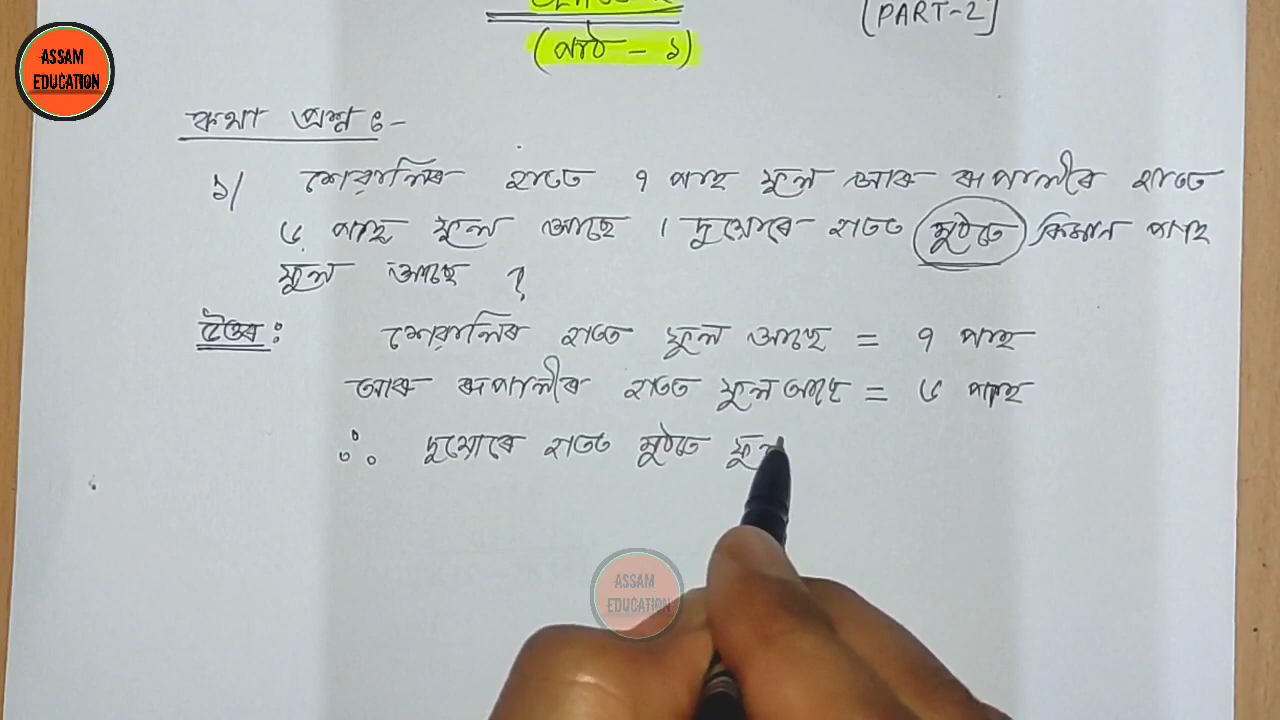 ASSAM
EDUCATION
[PART-2]
(পাঠ - ১)
কথা প্ৰশ্ন ঃ-
১/ শেৱালিৰ হাতত ৭ পাহ ফুল আৰু ৰূপালীৰ হাতত
৬ পাহ ফুল আছে । দুয়োৰে হাতত মুঠতে কিমান পাহ
ফুল আছে ?
উত্তৰ : শেৱালিৰ হাতত ফুল আছে = ৭ পাহ
আৰু ৰূপালীৰ হাতত ফুল আছে = ৬ পাহ
∴ দুয়োৰে হাতত মুঠতে ফুল
ASSAM
EDUCATION